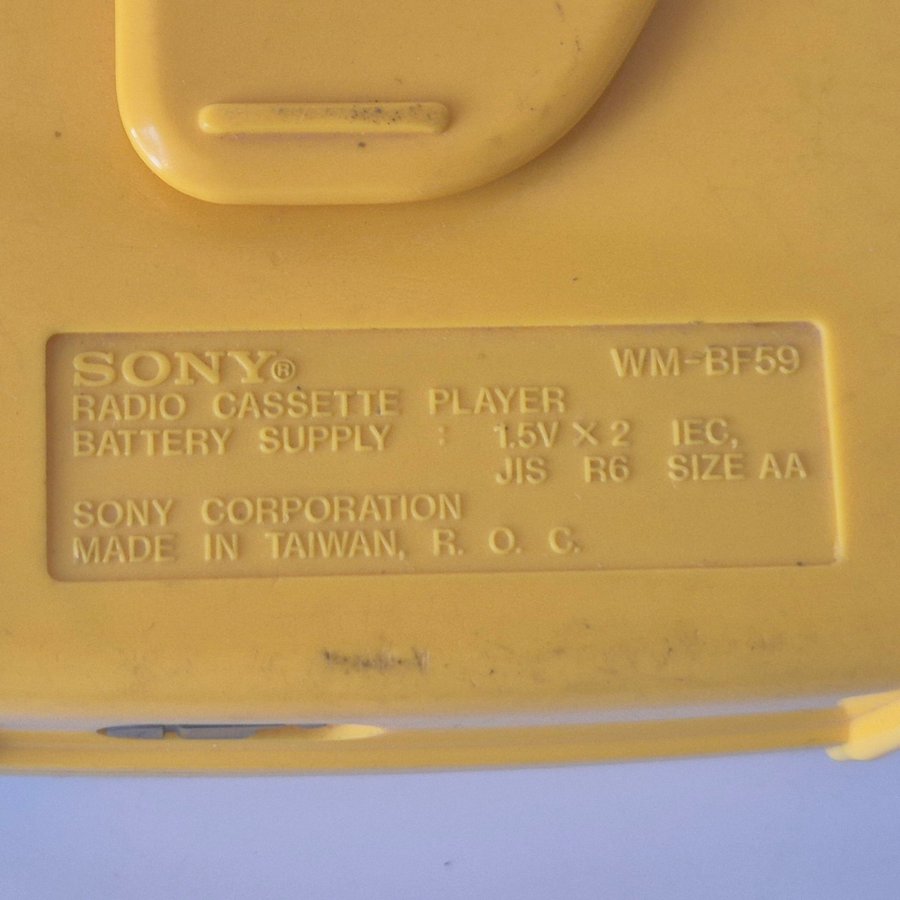 SONY® WM-BF59
RADIO CASSETTE PLAYER
BATTERY SUPPLY : 1.5V X 2 IEC,
JIS R6 SIZE AA
SONY CORPORATION
MADE IN TAIWAN, R. O. C.